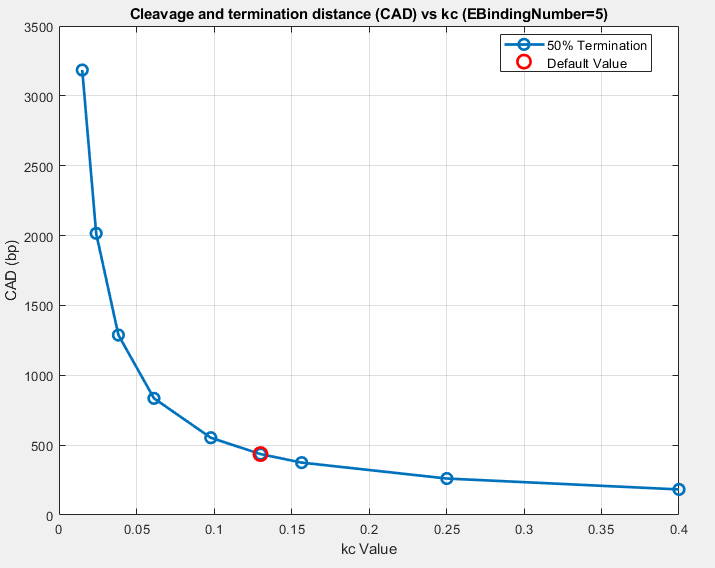 Cleavage and termination distance (CAD) vs kc (EBindingNumber=5)
50% Termination
Default Value
CAD (bp)
3500
3000
2500
2000
1500
1000
500
0
0 0.05 0.1 0.15 0.2 0.25 0.3 0.35 0.4
kc Value